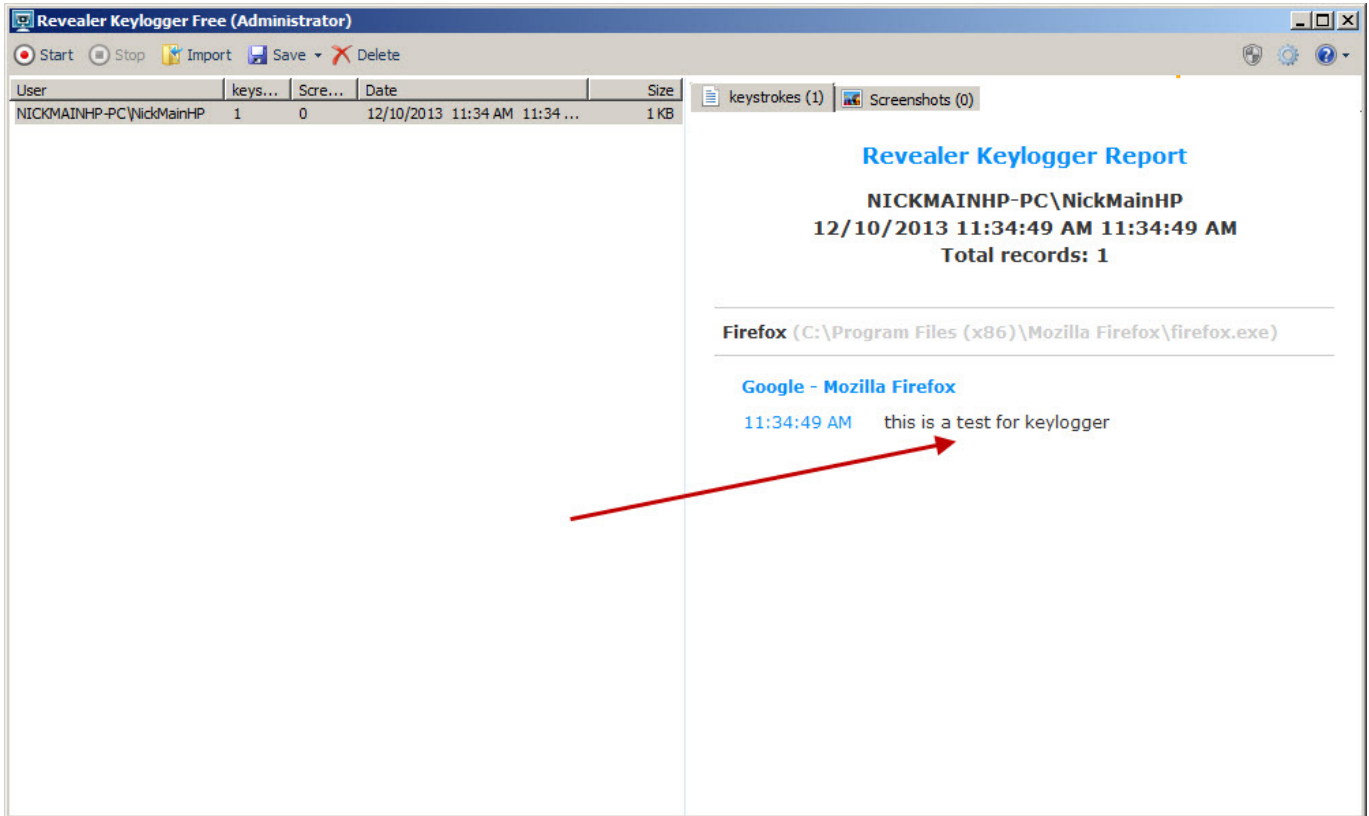 Revealer Keylogger Free (Administrator)
Start Stop Import Save Delete
User keys... Scre... Date Size
NICKMAINHP-PC\NickMainHP 1 0 12/10/2013 11:34 AM 11:34 ... 1 KB
keystrokes (1) Screenshots (0)
Revealer Keylogger Report
NICKMAINHP-PC\NickMainHP
12/10/2013 11:34:49 AM 11:34:49 AM
Total records: 1
Firefox (C:\Program Files (x86)\Mozilla Firefox\firefox.exe)
Google - Mozilla Firefox
11:34:49 AM this is a test for keylogger